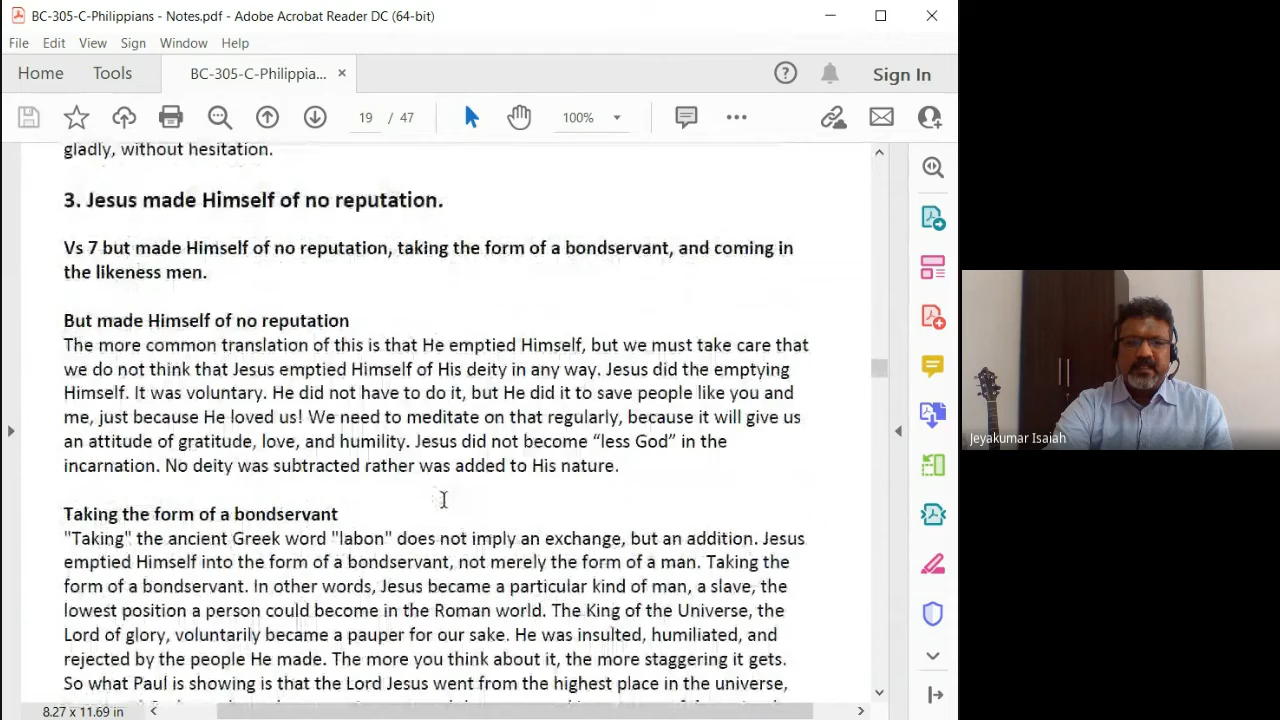 BC-305-C-Philippians - Notes.pdf - Adobe Acrobat Reader DC (64-bit)
File Edit View Sign Window Help
Home Tools BC-305-C-Philippia... × Sign In
19 / 47 100%
gladly, without hesitation.
3. Jesus made Himself of no reputation.
Vs 7 but made Himself of no reputation, taking the form of a bondservant, and coming in
the likeness men.
But made Himself of no reputation
The more common translation of this is that He emptied Himself, but we must take care that
we do not think that Jesus emptied Himself of His deity in any way. Jesus did the emptying
Himself. It was voluntary. He did not have to do it, but He did it to save people like you and
me, just because He loved us! We need to meditate on that regularly, because it will give us
an attitude of gratitude, love, and humility. Jesus did not become “less God” in the
incarnation. No deity was subtracted rather was added to His nature.
Taking the form of a bondservant
"Taking" the ancient Greek word "labon" does not imply an exchange, but an addition. Jesus
emptied Himself into the form of a bondservant, not merely the form of a man. Taking the
form of a bondservant. In other words, Jesus became a particular kind of man, a slave, the
lowest position a person could become in the Roman world. The King of the Universe, the
Lord of glory, voluntarily became a pauper for our sake. He was insulted, humiliated, and
rejected by the people He made. The more you think about it, the more staggering it gets.
So what Paul is showing is that the Lord Jesus went from the highest place in the universe,
8.27 x 11.69 in
Jeyakumar Isaiah